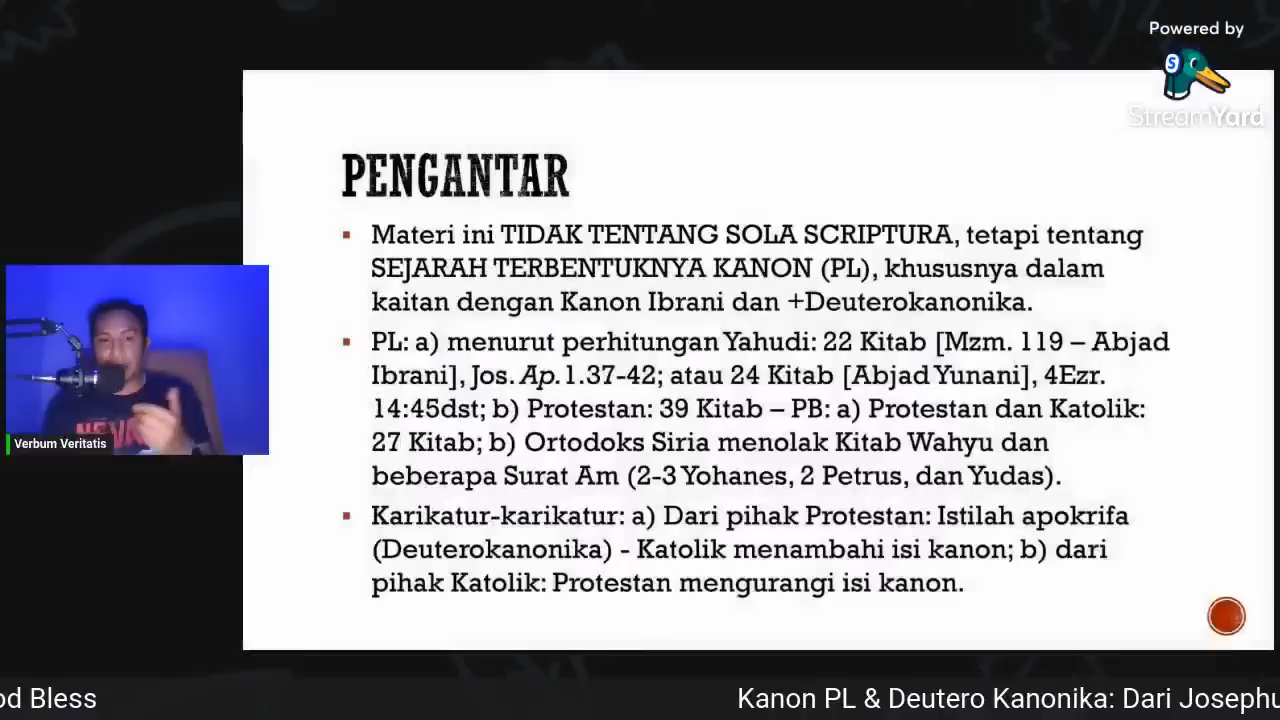 Powered by
S
StreamYard
PENGANTAR
▪ Materi ini TIDAK TENTANG SOLA SCRIPTURA, tetapi tentang
SEJARAH TERBENTUKNYA KANON (PL), khususnya dalam
kaitan dengan Kanon Ibrani dan +Deuterokanonika.
▪ PL: a) menurut perhitungan Yahudi: 22 Kitab [Mzm. 119 – Abjad
Ibrani], Jos. Ap. 1.37-42; atau 24 Kitab [Abjad Yunani], 4Ezr.
14:45dst; b) Protestan: 39 Kitab – PB: a) Protestan dan Katolik:
27 Kitab; b) Ortodoks Siria menolak Kitab Wahyu dan
beberapa Surat Am (2-3 Yohanes, 2 Petrus, dan Yudas).
▪ Karikatur-karikatur: a) Dari pihak Protestan: Istilah apokrifa
(Deuterokanonika) - Katolik menambahi isi kanon; b) dari
pihak Katolik: Protestan mengurangi isi kanon.
Verbum Veritatis
od Bless
Kanon PL & Deutero Kanonika: Dari Josephu